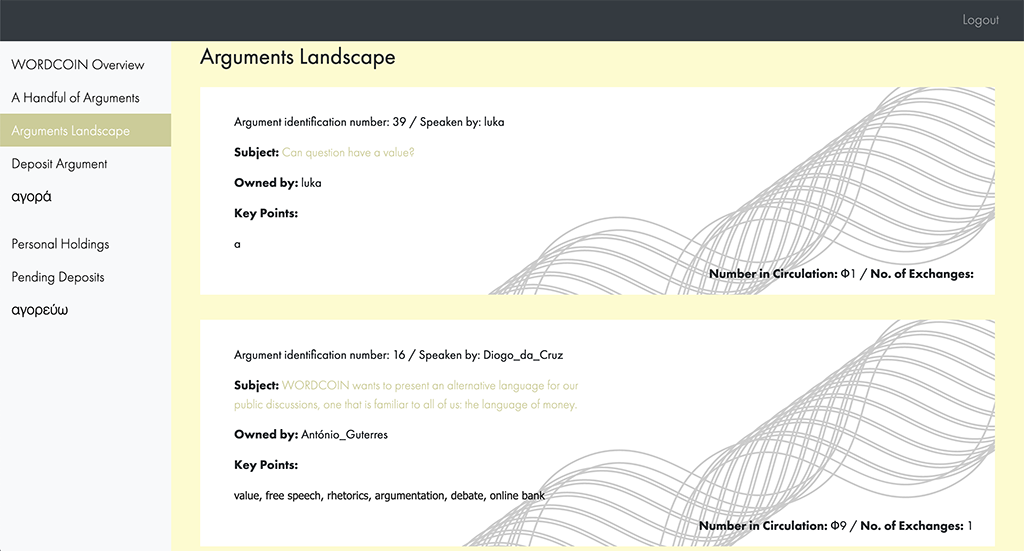 Logout
WORDCOIN Overview
A Handful of Arguments
Arguments Landscape
Deposit Argument
αγορά
Personal Holdings
Pending Deposits
αγορεύω
Arguments Landscape
Argument identification number: 39 / Speaken by: luka
Subject: Can question have a value?
Owned by: luka
Key Points:
a
Number in Circulation: Φ1 / No. of Exchanges:
Argument identification number: 16 / Speaken by: Diogo_da_Cruz
Subject: WORDCOIN wants to present an alternative language for our
public discussions, one that is familiar to all of us: the language of money.
Owned by: António_Guterres
Key Points:
value, free speech, rhetorics, argumentation, debate, online bank
Number in Circulation: Φ9 / No. of Exchanges: 1